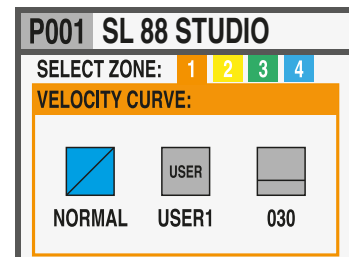 P001 SL 88 STUDIO
SELECT ZONE: 1 2 3 4
VELOCITY CURVE:
USER
NORMAL USER1 030